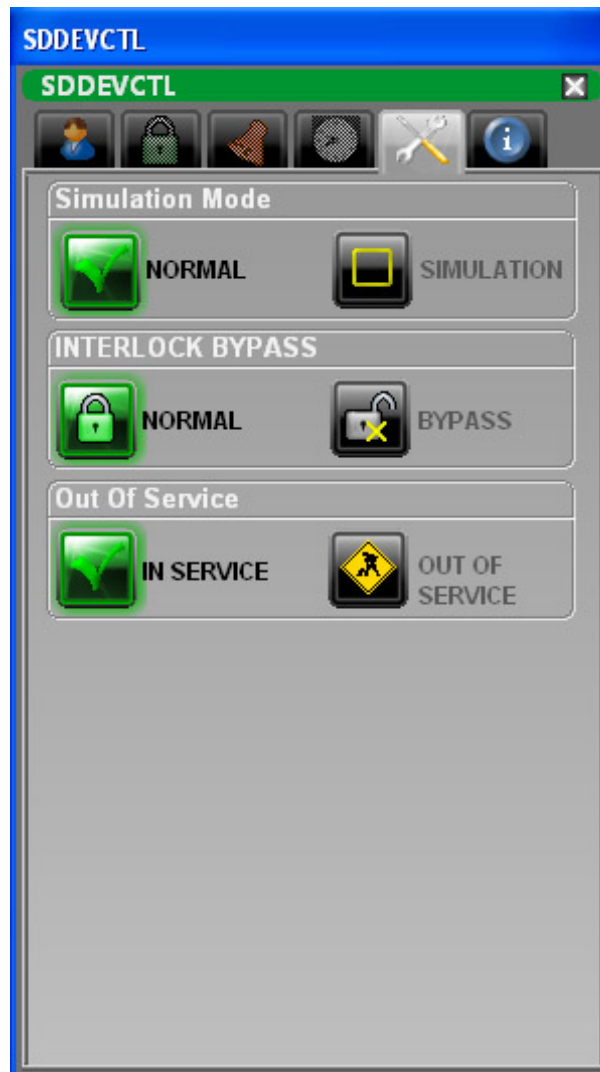 SDDEVCTL
SDDEVCTL
Simulation Mode
NORMAL SIMULATION
INTERLOCK BYPASS
NORMAL BYPASS
Out Of Service
IN SERVICE OUT OF
SERVICE